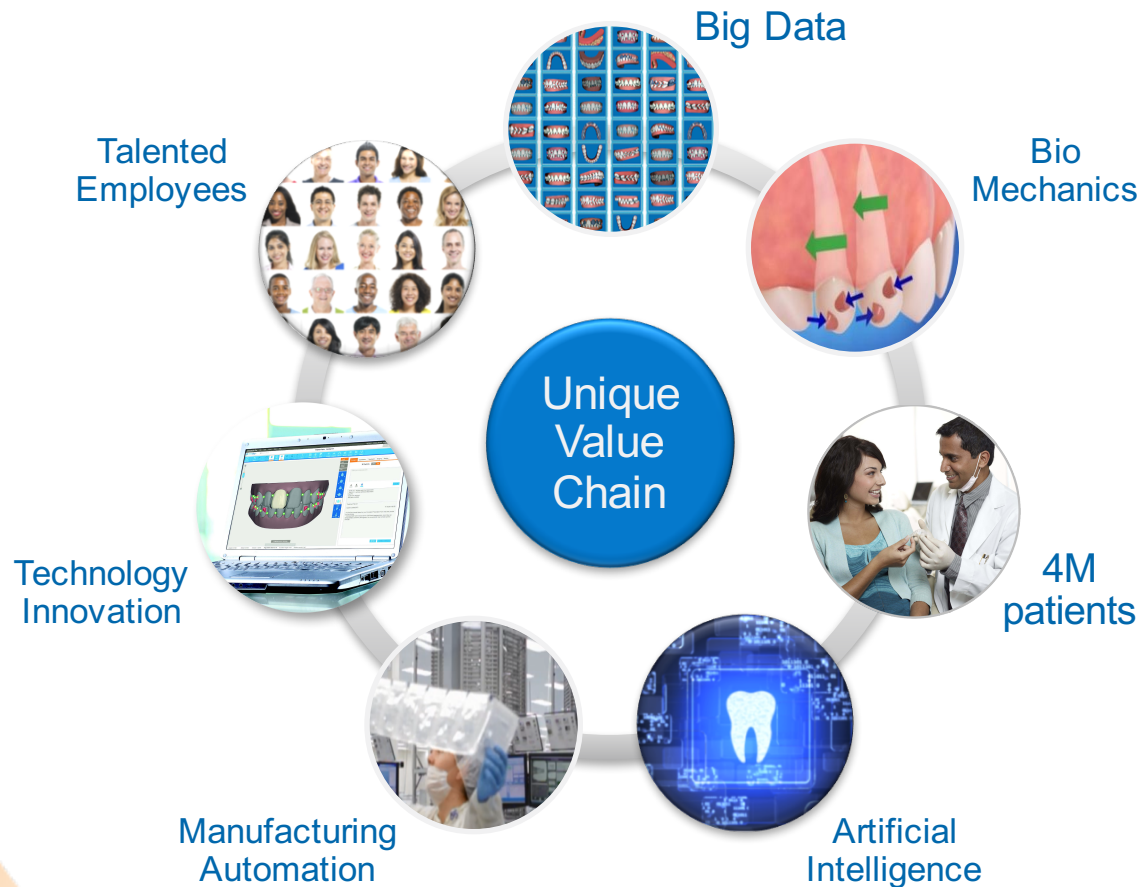 Big Data
Bio
Mechanics
4M
patients
Artificial
Intelligence
Manufacturing
Automation
Technology
Innovation
Talented
Employees
Unique
Value
Chain